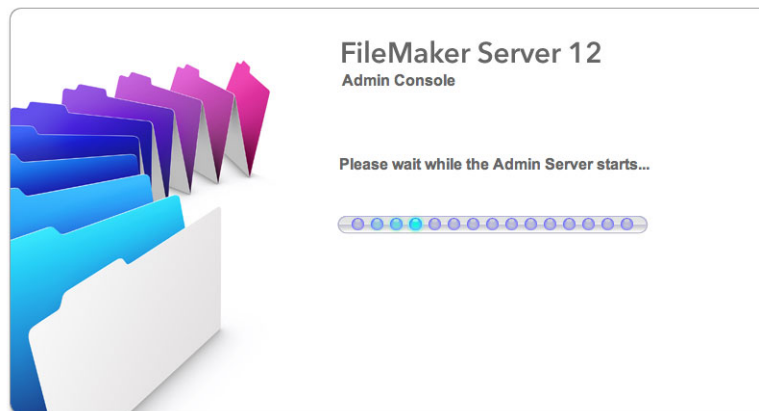 FileMaker Server 12
Admin Console
Please wait while the Admin Server starts...